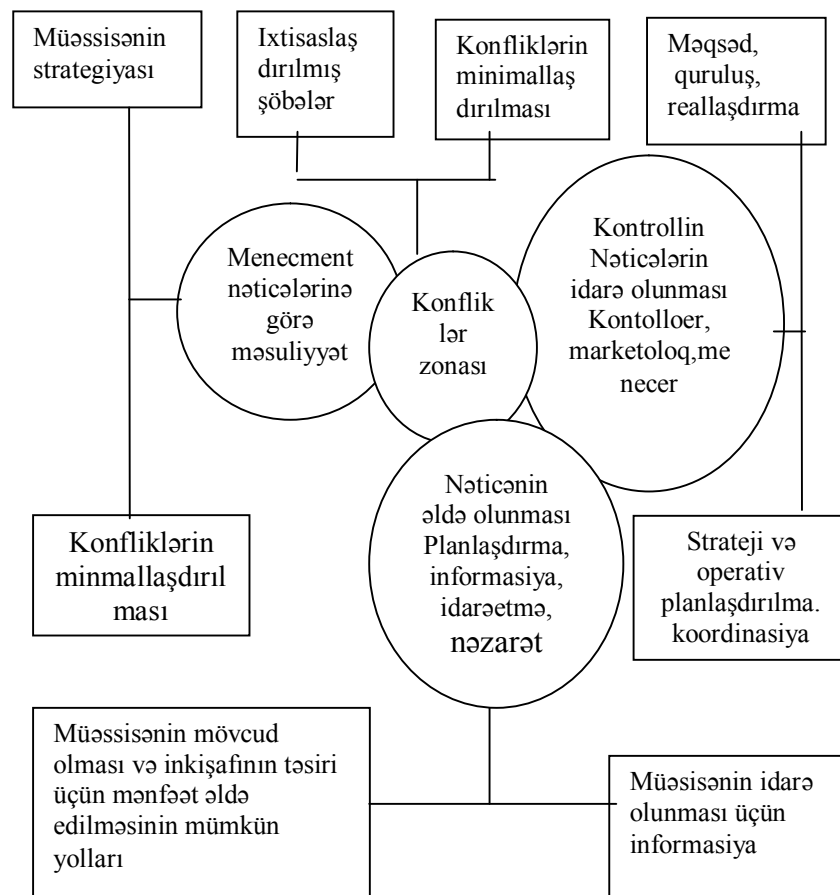 Müəssisənin
strategiyası
Ixtisaslaş
dırılmış
şöbələr
Konfliklərin
minimallaş
dırılması
Məqsəd,
quruluş,
reallaşdırma
Menecment
nəticələrinə
görə
məsuliyyət
Konflik
lər
zonası
Kontrollin
Nəticələrin
idarə olunması
Kontolloer,
marketoloq,me
necer
Konfliklərin
minmallaşdırıl
ması
Nəticənin
əldə olunması
Planlaşdırma,
informasiya,
idarəetmə,
nəzarət
Strateji və
operativ
planlaşdırılma.
koordinasiya
Müəssisənin mövcud
olması və inkişafının təsiri
üçün mənfəət əldə
edilməsinin mümkün
yolları
Müəsisənin idarə
olunması üçün
informasiya